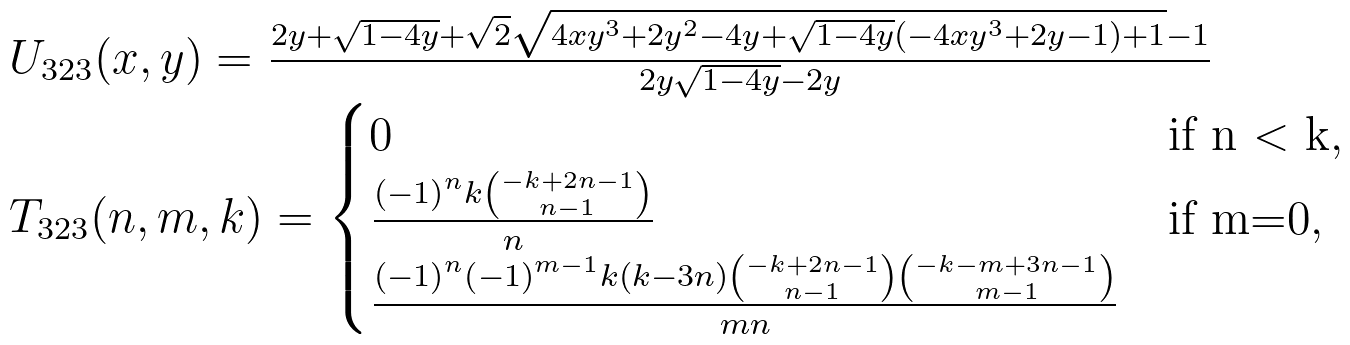 $U_{323}(x,y) = \frac{2y+\sqrt{1-4y}+\sqrt{2}\sqrt{4xy^3+2y^2-4y+\sqrt{1-4y}(-4xy^3+2y-1)+1}-1}{2y\sqrt{1-4y}-2y}$
$T_{323}(n,m,k) = \begin{cases} 0 & \text{if n < k,} \\ \frac{(-1)^n k\binom{-k+2n-1}{n-1}}{n} & \text{if m=0,} \\ \frac{(-1)^n(-1)^{m-1}k(k-3n)\binom{-k+2n-1}{n-1}\binom{-k-m+3n-1}{m-1}}{mn} \end{cases}$